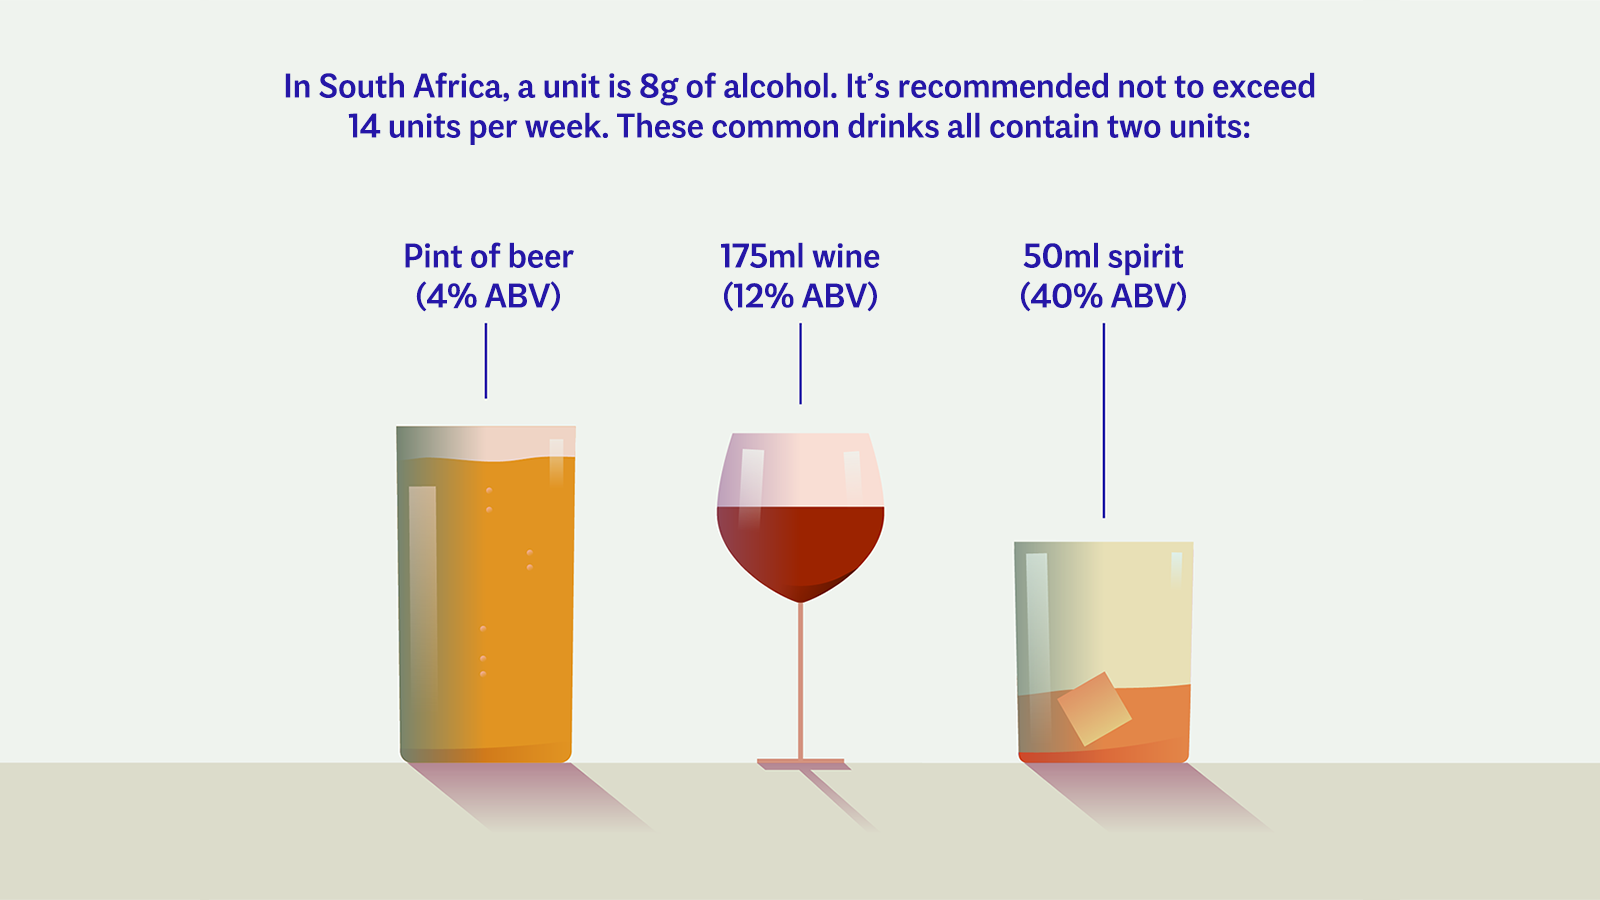 In South Africa, a unit is 8g of alcohol. It’s recommended not to exceed
14 units per week. These common drinks all contain two units:
Pint of beer
(4% ABV)
175ml wine
(12% ABV)
50ml spirit
(40% ABV)